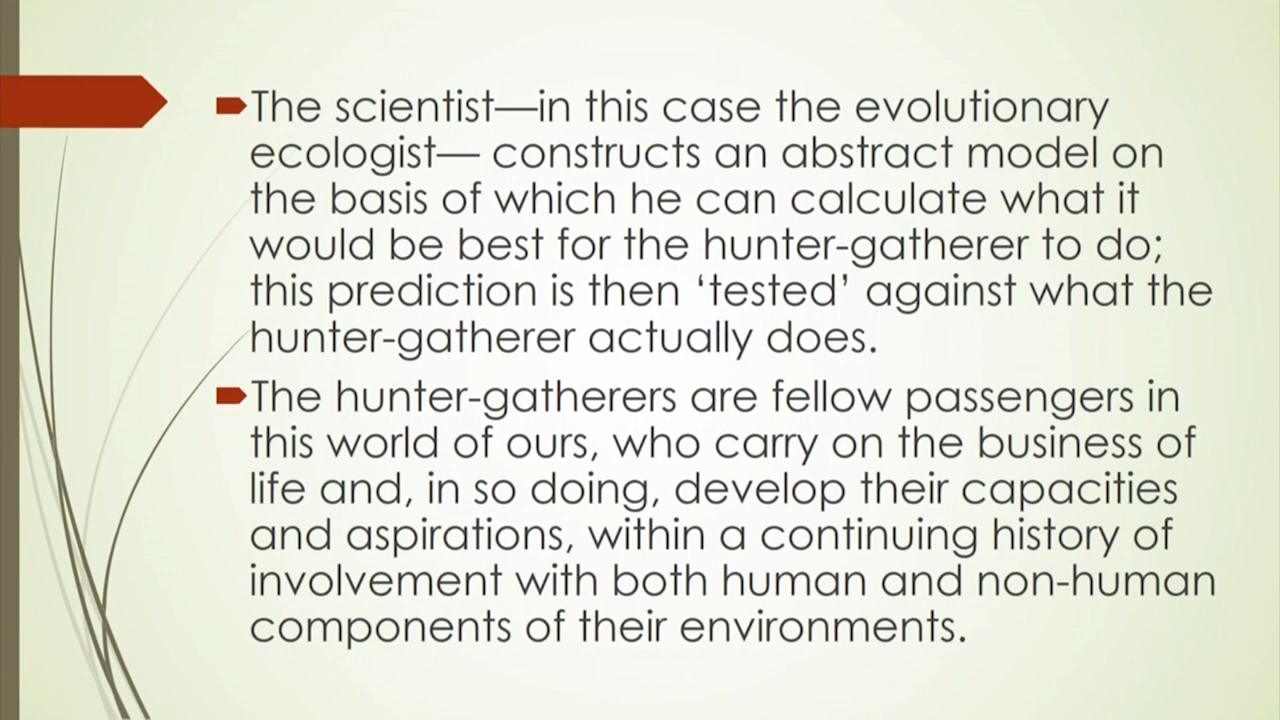 The scientist—in this case the evolutionary
ecologist— constructs an abstract model on
the basis of which he can calculate what it
would be best for the hunter-gatherer to do;
this prediction is then ‘tested’ against what the
hunter-gatherer actually does.
The hunter-gatherers are fellow passengers in
this world of ours, who carry on the business of
life and, in so doing, develop their capacities
and aspirations, within a continuing history of
involvement with both human and non-human
components of their environments.